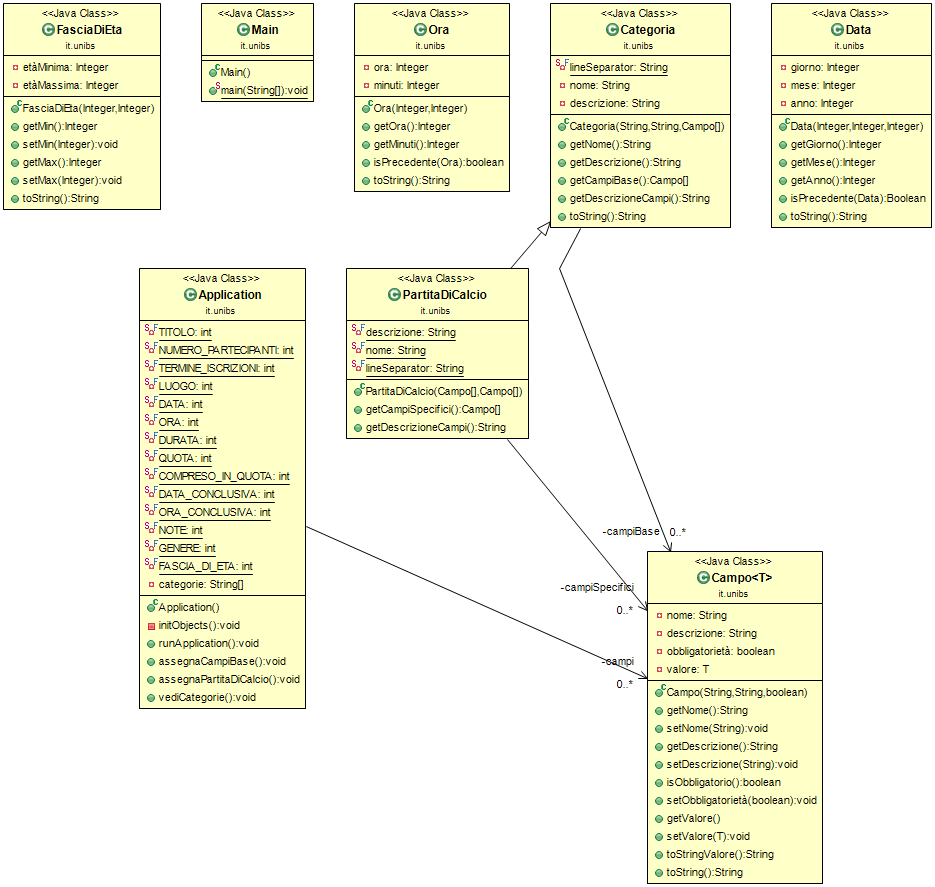 <<Java Class>>
FasciaDiEta
it.unibs
etàMinima: Integer
etàMassima: Integer
FasciaDiEta(Integer,Integer)
getMin():Integer
setMin(Integer):void
getMax():Integer
setMax(Integer):void
toString():String
<<Java Class>>
Main
it.unibs
Main()
main(String[]):void
<<Java Class>>
Ora
it.unibs
ora: Integer
minuti: Integer
Ora(Integer,Integer)
getOra():Integer
getMinuti():Integer
isPrecedente(Ora):boolean
toString():String
<<Java Class>>
Categoria
it.unibs
lineSeparator: String
nome: String
descrizione: String
Categoria(String,String,Campo[])
getNome():String
getDescrizione():String
getCampiBase():Campo[]
getDescrizioneCampi():String
toString():String
<<Java Class>>
Data
it.unibs
giorno: Integer
mese: Integer
anno: Integer
Data(Integer,Integer,Integer)
getGiorno():Integer
getMese():Integer
getAnno():Integer
isPrecedente(Data):Boolean
toString():String
<<Java Class>>
Application
it.unibs
TITOLO: int
NUMERO_PARTECIPANTI: int
TERMINE_ISCRIZIONI: int
LUOGO: int
DATA: int
ORA: int
DURATA: int
QUOTA: int
COMPRESO_IN_QUOTA: int
DATA_CONCLUSIVA: int
ORA_CONCLUSIVA: int
NOTE: int
GENERE: int
FASCIA_DI_ETA: int
categorie: String[]
Application()
initObjects():void
runApplication():void
assegnaCampiBase():void
assegnaPartitaDiCalcio():void
vediCategorie():void
<<Java Class>>
PartitaDiCalcio
it.unibs
descrizione: String
nome: String
lineSeparator: String
PartitaDiCalcio(Campo[],Campo[])
getCampiSpecifici():Campo[]
getDescrizioneCampi():String
-campiBase 0..*
-campiSpecifici
0..*
-campi
0..*
<<Java Class>>
Campo<T>
it.unibs
nome: String
descrizione: String
obbligatorietà: boolean
valore: T
Campo(String,String,boolean)
getNome():String
setNome(String):void
getDescrizione():String
setDescrizione(String):void
isObbligatorio():boolean
setObbligatorietà(boolean):void
getValore()
setValore(T):void
toStringValore():String
toString():String